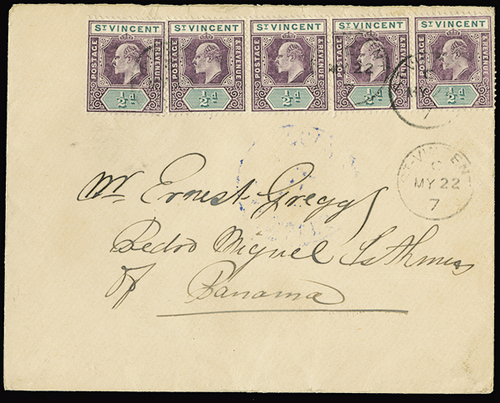 ST VINCENT ST VINCENT ST VINCENT ST VINCENT ST VINCENT
POSTAGE & REVENUE POSTAGE & REVENUE POSTAGE & REVENUE POSTAGE & REVENUE POSTAGE & REVENUE
½d ½d ½d ½d ½d
ST. VINCENT
C
MY 22
7
Mr. Ernest Gregg
Pedro Miguel Isthmus
of Panama